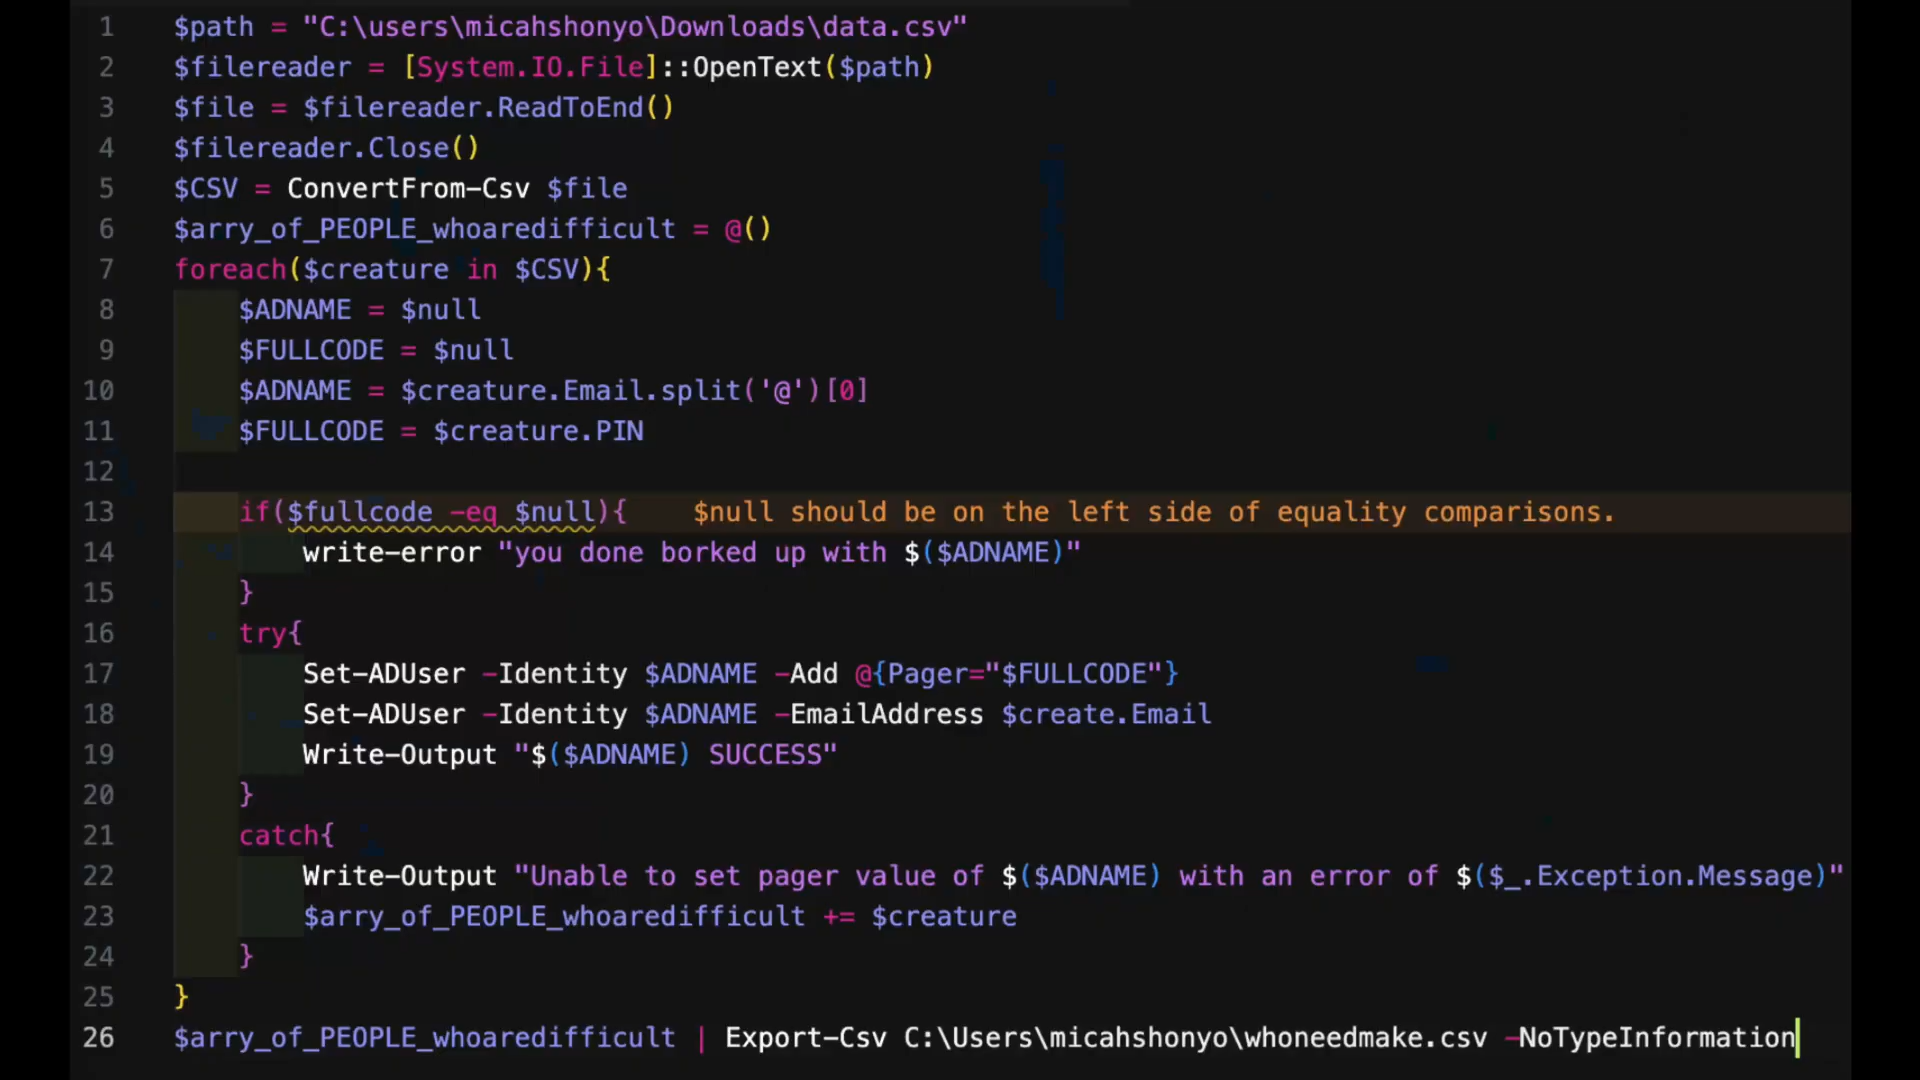 1 $path = "C:\users\micahshonyo\Downloads\data.csv"
2 $filereader = [System.IO.File]::OpenText($path)
3 $file = $filereader.ReadToEnd()
4 $filereader.Close()
5 $CSV = ConvertFrom-Csv $file
6 $arry_of_PEOPLE_whoaredifficult = @()
7 foreach($creature in $CSV){
8 $ADNAME = $null
9 $FULLCODE = $null
10 $ADNAME = $creature.Email.split('@')[0]
11 $FULLCODE = $creature.PIN
12
13 if($fullcode -eq $null){ $null should be on the left side of equality comparisons.
14 write-error "you done borked up with $($ADNAME)"
15 }
16 try{
17 Set-ADUser -Identity $ADNAME -Add @{Pager="$FULLCODE"}
18 Set-ADUser -Identity $ADNAME -EmailAddress $create.Email
19 Write-Output "$($ADNAME) SUCCESS"
20 }
21 catch{
22 Write-Output "Unable to set pager value of $($ADNAME) with an error of $($_.Exception.Message)"
23 $arry_of_PEOPLE_whoaredifficult += $creature
24 }
25 }
26 $arry_of_PEOPLE_whoaredifficult | Export-Csv C:\Users\micahshonyo\whoneedmake.csv -NoTypeInformation